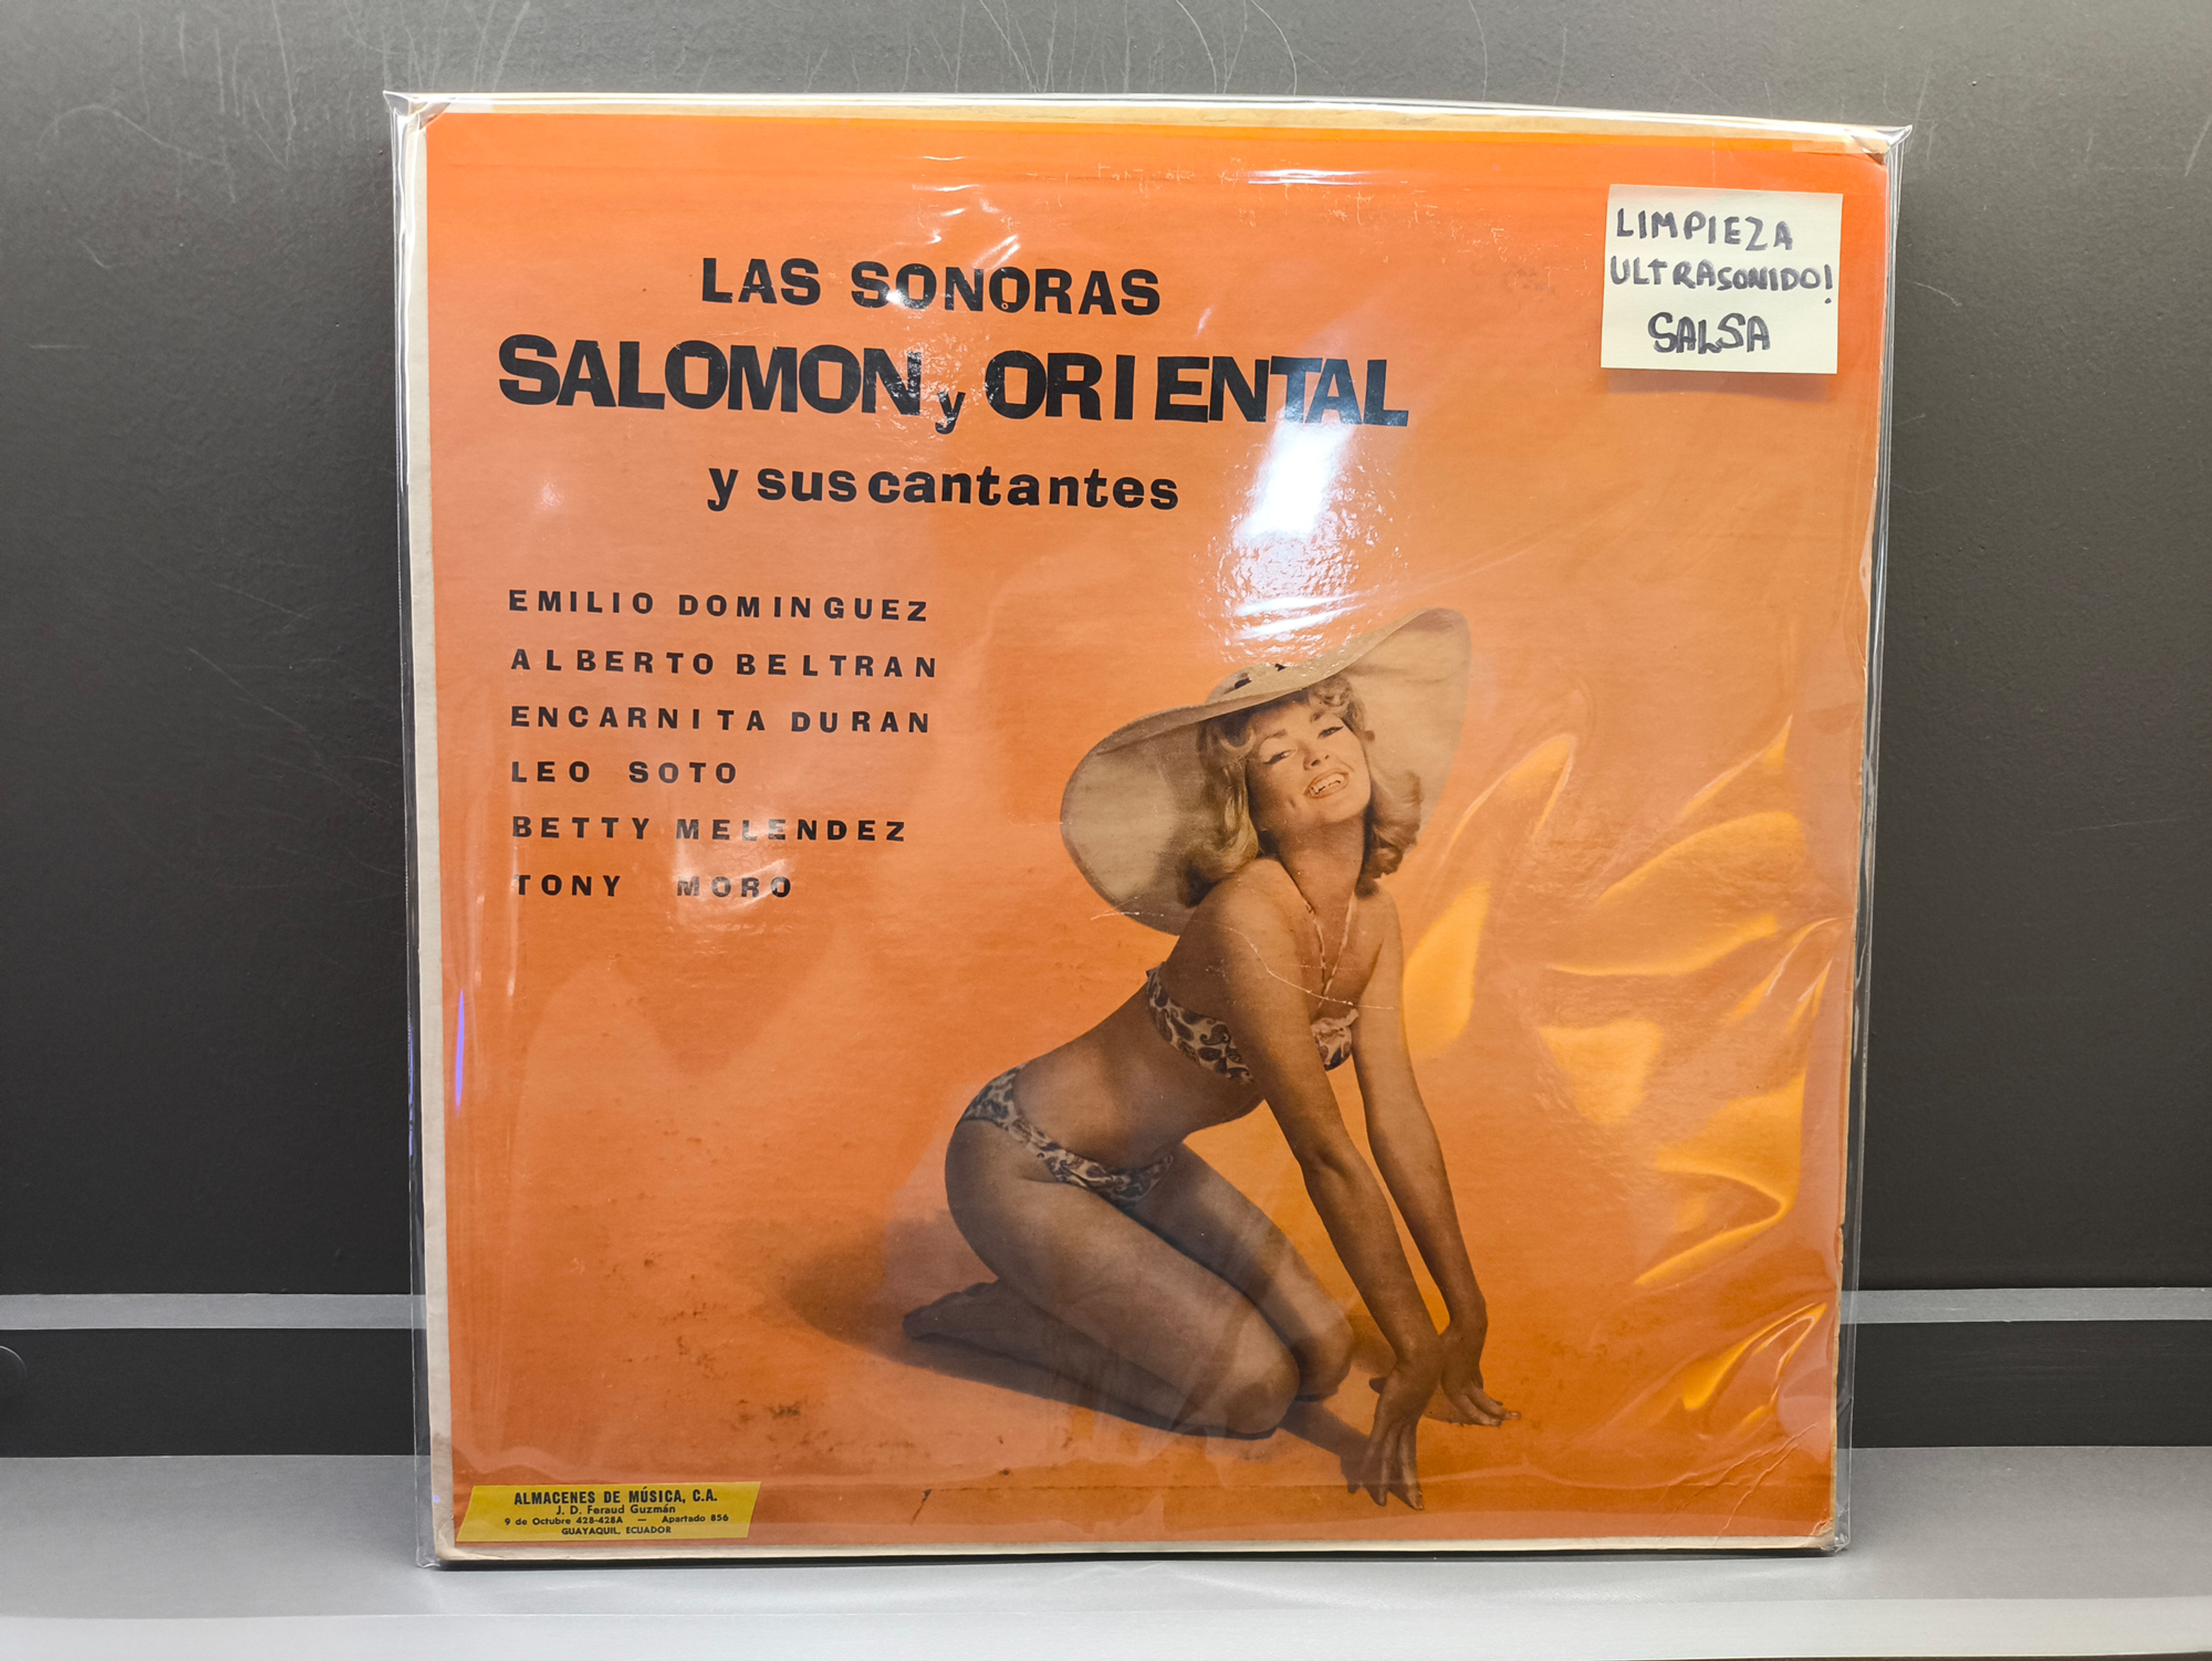 LAS SONORAS
SALOMON y ORIENTAL
y sus cantantes
EMILIO DOMINGUEZ
ALBERTO BELTRAN
ENCARNITA DURAN
LEO SOTO
BETTY MELENDEZ
TONY MORO
LIMPIEZA
ULTRASONIDO!
SALSA
ALMACENES DE MÚSICA, C.A.
J. D. Feraud Guzmán
9 de Octubre 428-428A — Apartado 856
GUAYAQUIL, ECUADOR